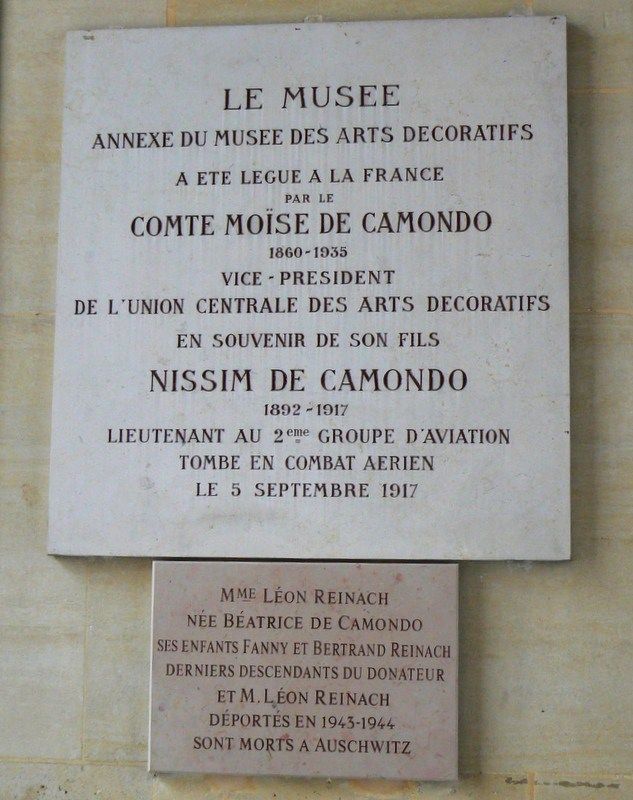 LE MUSEE
ANNEXE DU MUSEE DES ARTS DECORATIFS
A ETE LEGUE A LA FRANCE
PAR LE
COMTE MOÏSE DE CAMONDO
1860-1935
VICE-PRESIDENT
DE L'UNION CENTRALE DES ARTS DECORATIFS
EN SOUVENIR DE SON FILS
NISSIM DE CAMONDO
1892-1917
LIEUTENANT AU 2eme GROUPE D'AVIATION
TOMBE EN COMBAT AERIEN
LE 5 SEPTEMBRE 1917
MME LÉON REINACH
NÉE BÉATRICE DE CAMONDO
SES ENFANTS FANNY ET BERTRAND REINACH
DERNIERS DESCENDANTS DU DONATEUR
ET M. LÉON REINACH
DÉPORTÉS EN 1943-1944
SONT MORTS A AUSCHWITZ